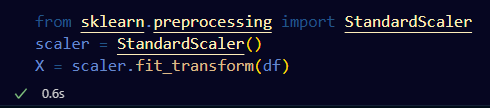 from sklearn.preprocessing import StandardScaler
scaler = StandardScaler()
X = scaler.fit_transform(df)
0.6s